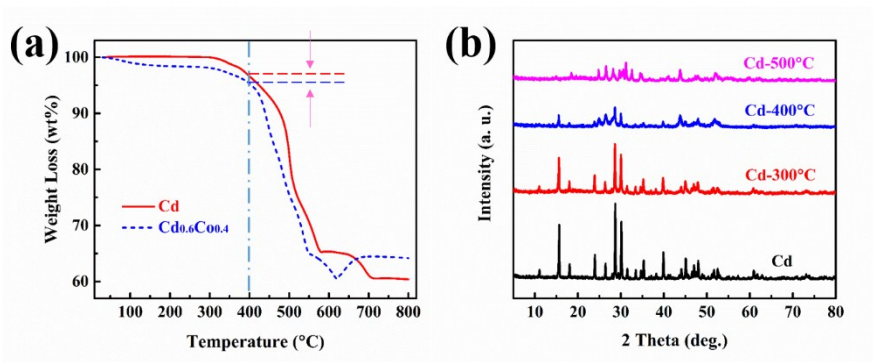 (a)
100
90
80
70
60
Weight Loss (wt%)
Cd
Cd0.6Co0.4
100 200 300 400 500 600 700 800
Temperature (°C)
(b)
Intensity (a. u.)
Cd-500°C
Cd-400°C
Cd-300°C
Cd
10 20 30 40 50 60 70 80
2 Theta (deg.)